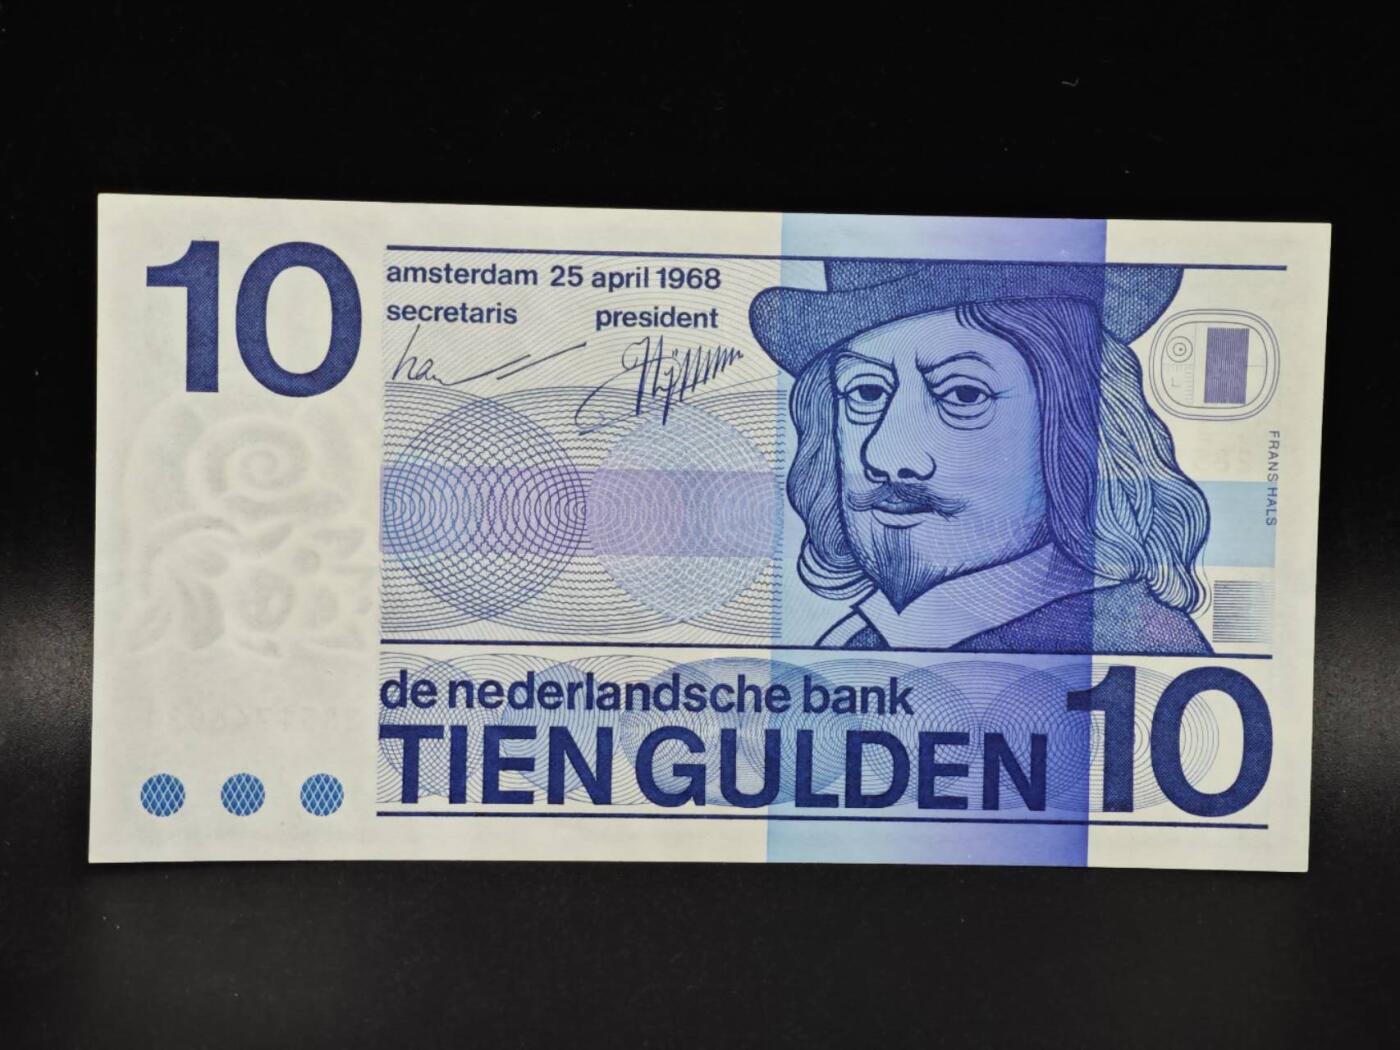 10
amsterdam 25 april 1968
secretaris president
FRANS HALS
de nederlandsche bank
TIEN GULDEN 10